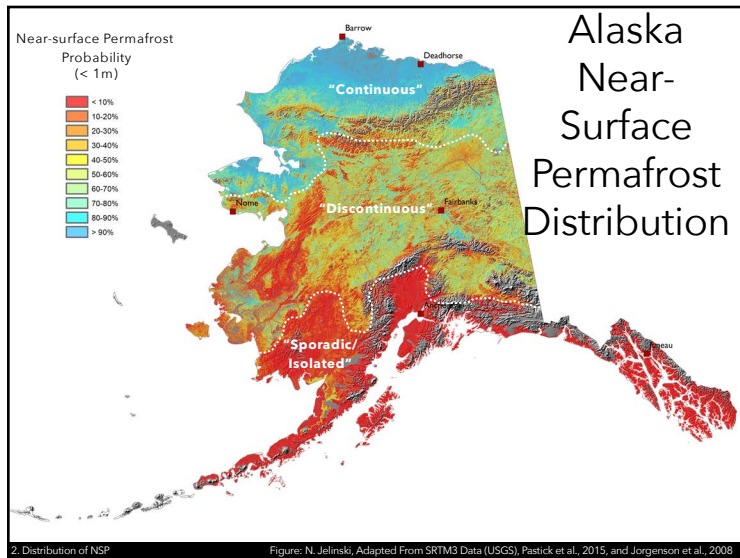 Alaska
Near-
Surface
Permafrost
Distribution
Near-surface Permafrost
Probability
(< 1m)
< 10%
10-20%
20-30%
30-40%
40-50%
50-60%
60-70%
70-80%
80-90%
> 90%
Barrow
Deadhorse
"Continuous"
Nome
"Discontinuous"
Fairbanks
"Sporadic/
Isolated"
Juneau
2. Distribution of NSP
Figure: N. Jelinski, Adapted From SRTM3 Data (USGS), Pastick et al., 2015, and Jorgenson et al., 2008